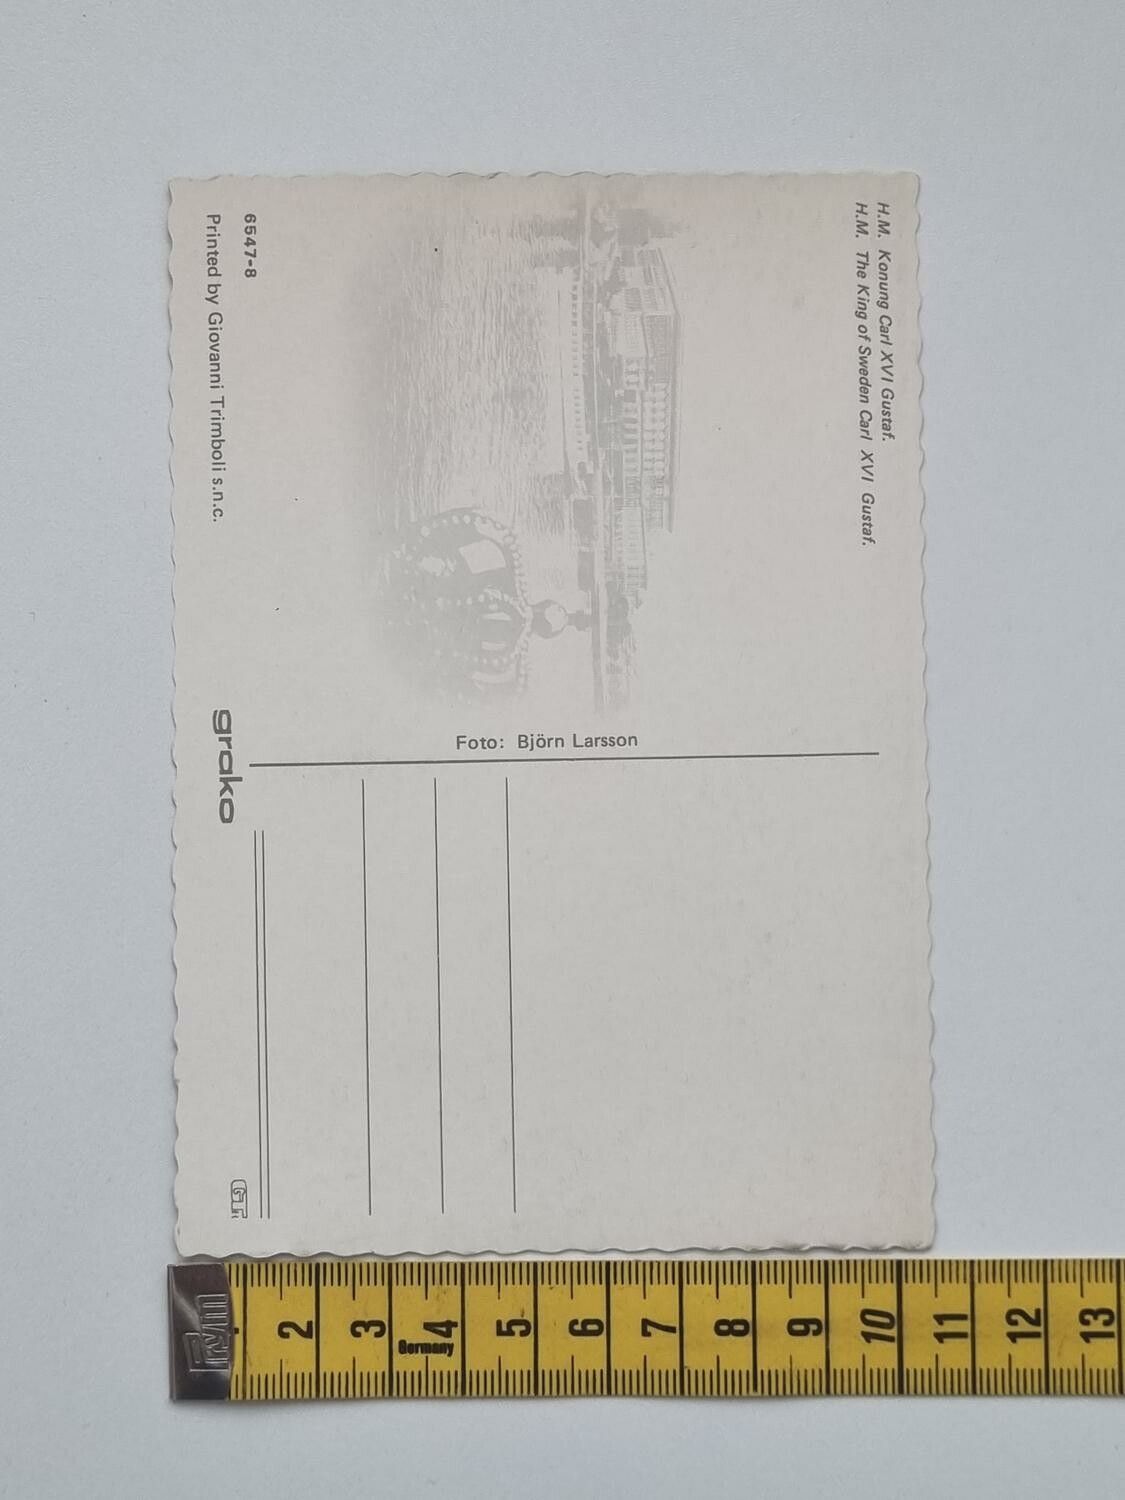 H.M. Konung Carl XVI Gustaf.
H.M. The King of Sweden Carl XVI Gustaf.
6547-8
Printed by Giovanni Trimboli s.n.c.
Foto: Björn Larsson
grako
2 3 4 5 6 7 8 9 10 11 12 13
Germany